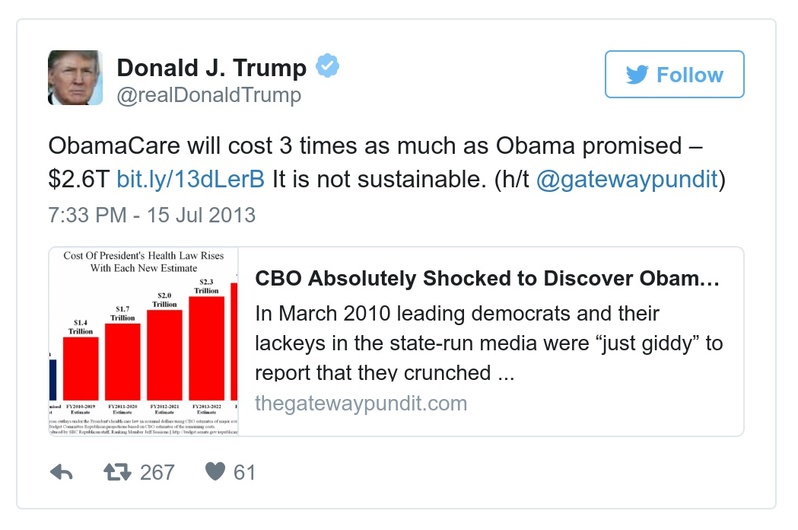 Donald J. Trump
@realDonaldTrump
Follow
ObamaCare will cost 3 times as much as Obama promised –
$2.6T bit.ly/13dLerB It is not sustainable. (h/t @gatewaypundit)
7:33 PM - 15 Jul 2013
Cost Of President's Health Law Rises
With Each New Estimate
$1.4
Trillion
$1.7
Trillion
$2.0
Trillion
$2.3
Trillion
FY2010-2019
Estimate
FY2011-2020
Estimate
FY2012-2021
Estimate
FY2013-2022
Estimate
CBO Absolutely Shocked to Discover Obam...
In March 2010 leading democrats and their
lackeys in the state-run media were “just giddy” to
report that they crunched ...
thegatewaypundit.com
267
61